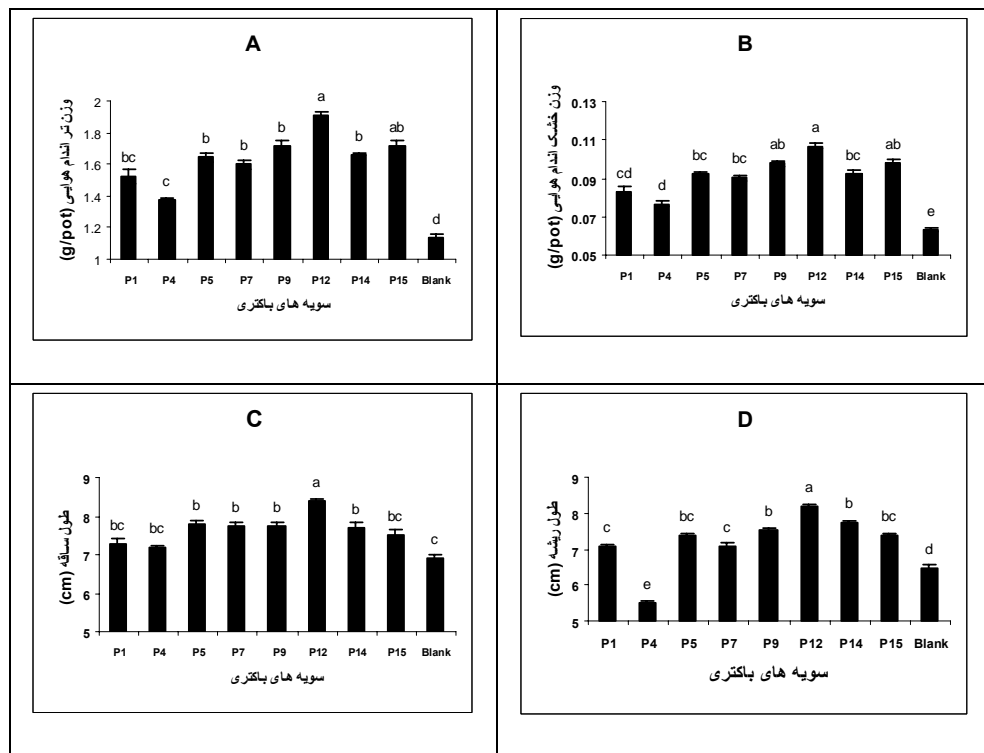 A
وزن تر اندام هوایی (g/pot)
2
1.8
1.6
1.4
1.2
1
bc
c
b
b
b
a
b
ab
d
P1 P4 P5 P7 P9 P12 P14 P15 Blank
سویه های باکتری
B
وزن خشک اندام هوایی (g/pot)
0.13
0.11
0.09
0.07
0.05
cd
d
bc
bc
ab
a
bc
ab
e
P1 P4 P5 P7 P9 P12 P14 P15 Blank
سویه های باکتری
C
طول ساقه (cm)
9
8
7
6
5
bc
bc
b
b
b
a
b
bc
c
P1 P4 P5 P7 P9 P12 P14 P15 Blank
سویه های باکتری
D
طول ریشه (cm)
9
8
7
6
5
c
e
bc
c
b
a
b
bc
d
P1 P4 P5 P7 P9 P12 P14 P15 Blank
سویه های باکتری